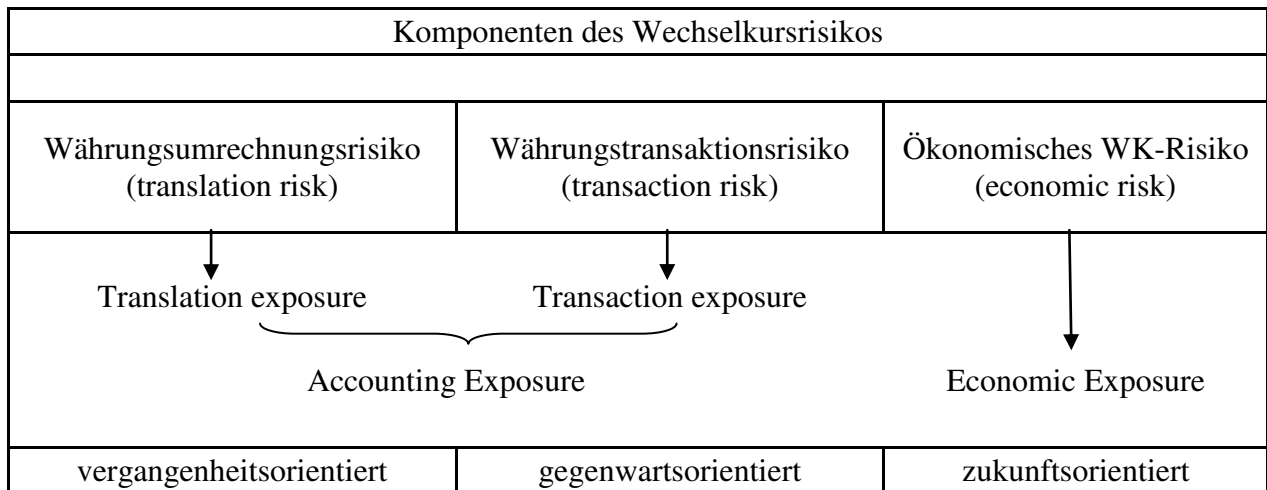 Komponenten des Wechselkursrisikos
Währungsumrechnungsrisiko
(translation risk)
Währungstransaktionsrisiko
(transaction risk)
Ökonomisches WK-Risiko
(economic risk)
Translation exposure
Transaction exposure
Accounting Exposure
Economic Exposure
vergangenheitsorientiert
gegenwartsorientiert
zukunftsorientiert